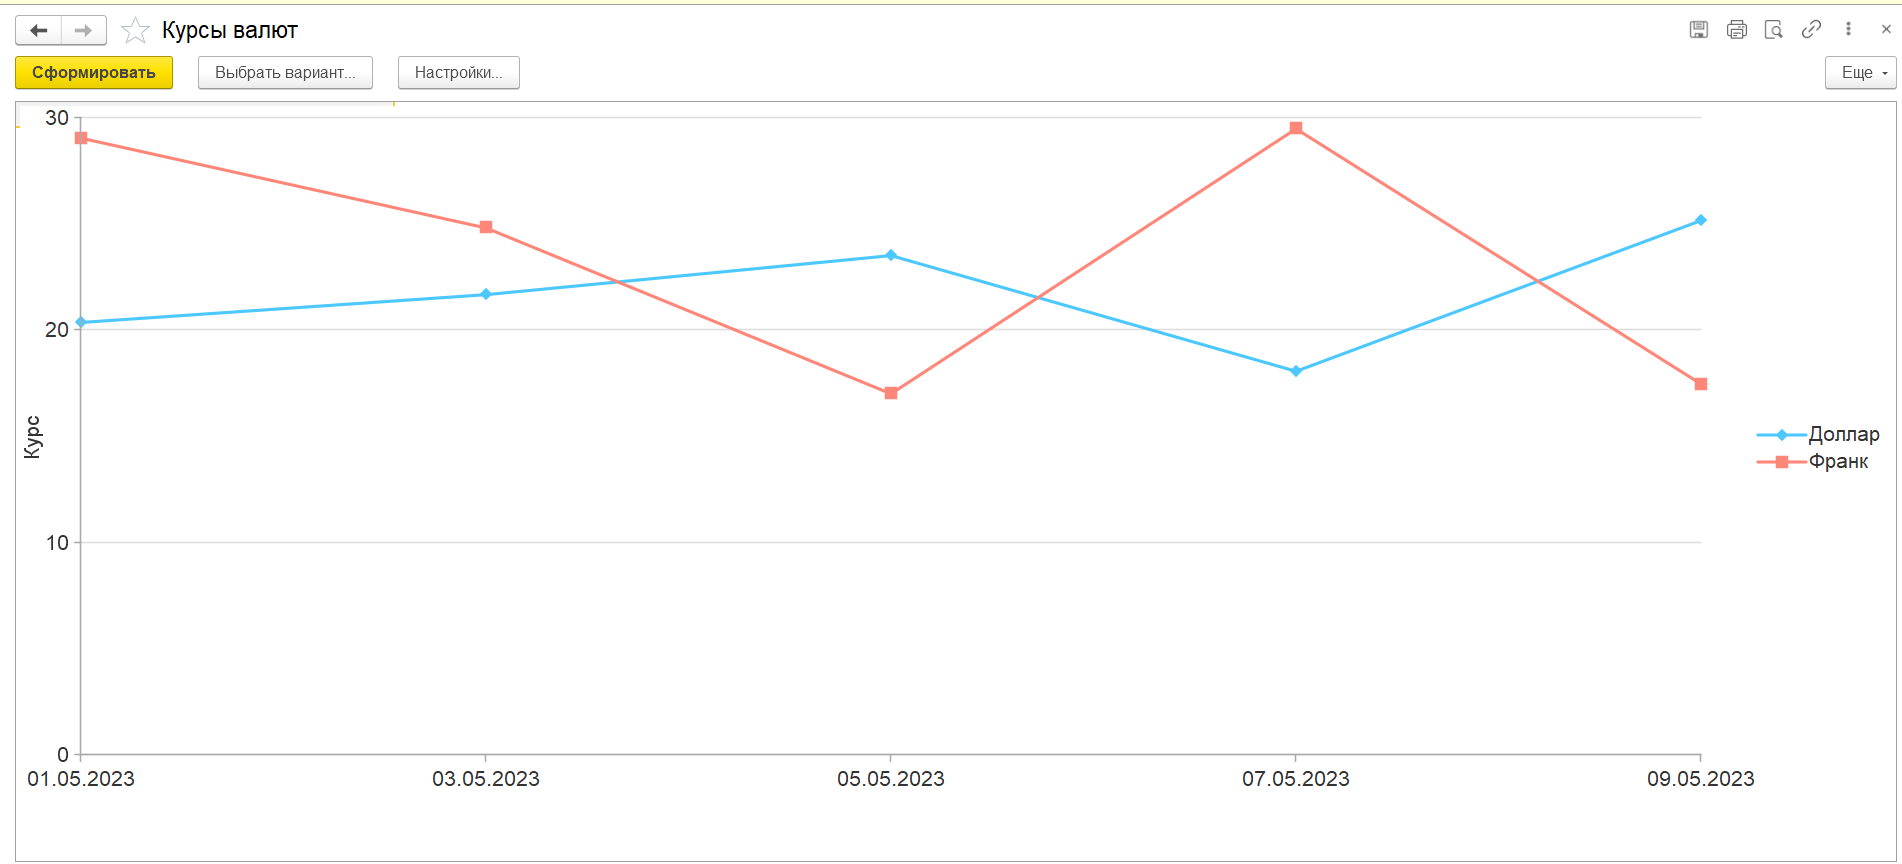 Курсы валют
Сформировать
Выбрать вариант...
Настройки...
Еще
30
20
10
0
Курс
01.05.2023
03.05.2023
05.05.2023
07.05.2023
09.05.2023
Доллар
Франк